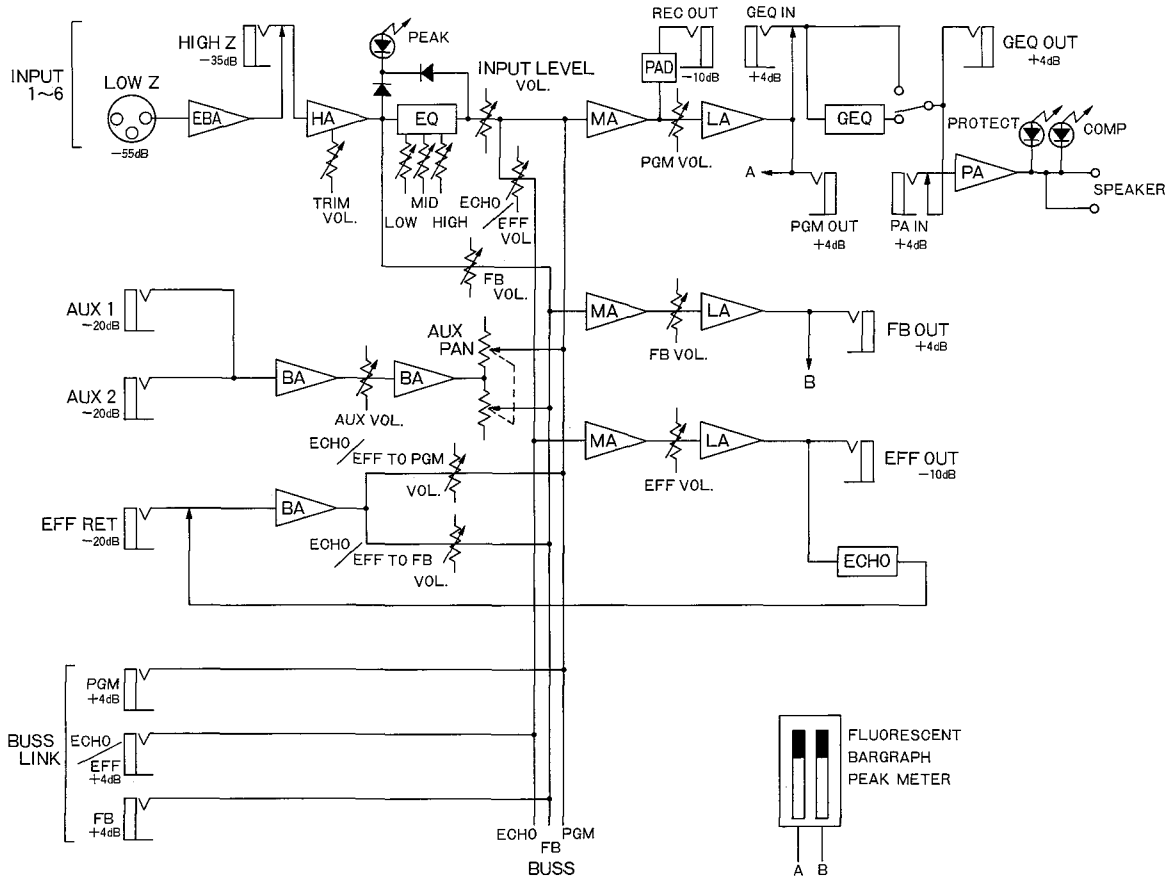 INPUT
1~6
HIGH Z
-35dB
LOW Z
-55dB
EBA
HA
TRIM
VOL.
PEAK
EQ
LOW
MID
HIGH
INPUT LEVEL
VOL.
ECHO
/EFF
VOL.
FB
VOL.
MA
REC OUT
-10dB
PAD
PGM VOL.
LA
GEQ IN
+4dB
A
PGM OUT
+4dB
GEQ
GEQ OUT
+4dB
PA IN
+4dB
PA
PROTECT
COMP
SPEAKER
AUX 1
-20dB
AUX 2
-20dB
BA
AUX VOL.
BA
AUX
PAN
MA
FB VOL.
LA
B
FB OUT
+4dB
MA
EFF VOL.
LA
EFF OUT
-10dB
ECHO
EFF RET
-20dB
BA
ECHO
/EFF TO PGM
VOL.
ECHO
/EFF TO FB
VOL.
BUSS
LINK
PGM
+4dB
ECHO
/EFF
+4dB
FB
+4dB
ECHO
FB
PGM
BUSS
FLUORESCENT
BARGRAPH
PEAK METER
A
B